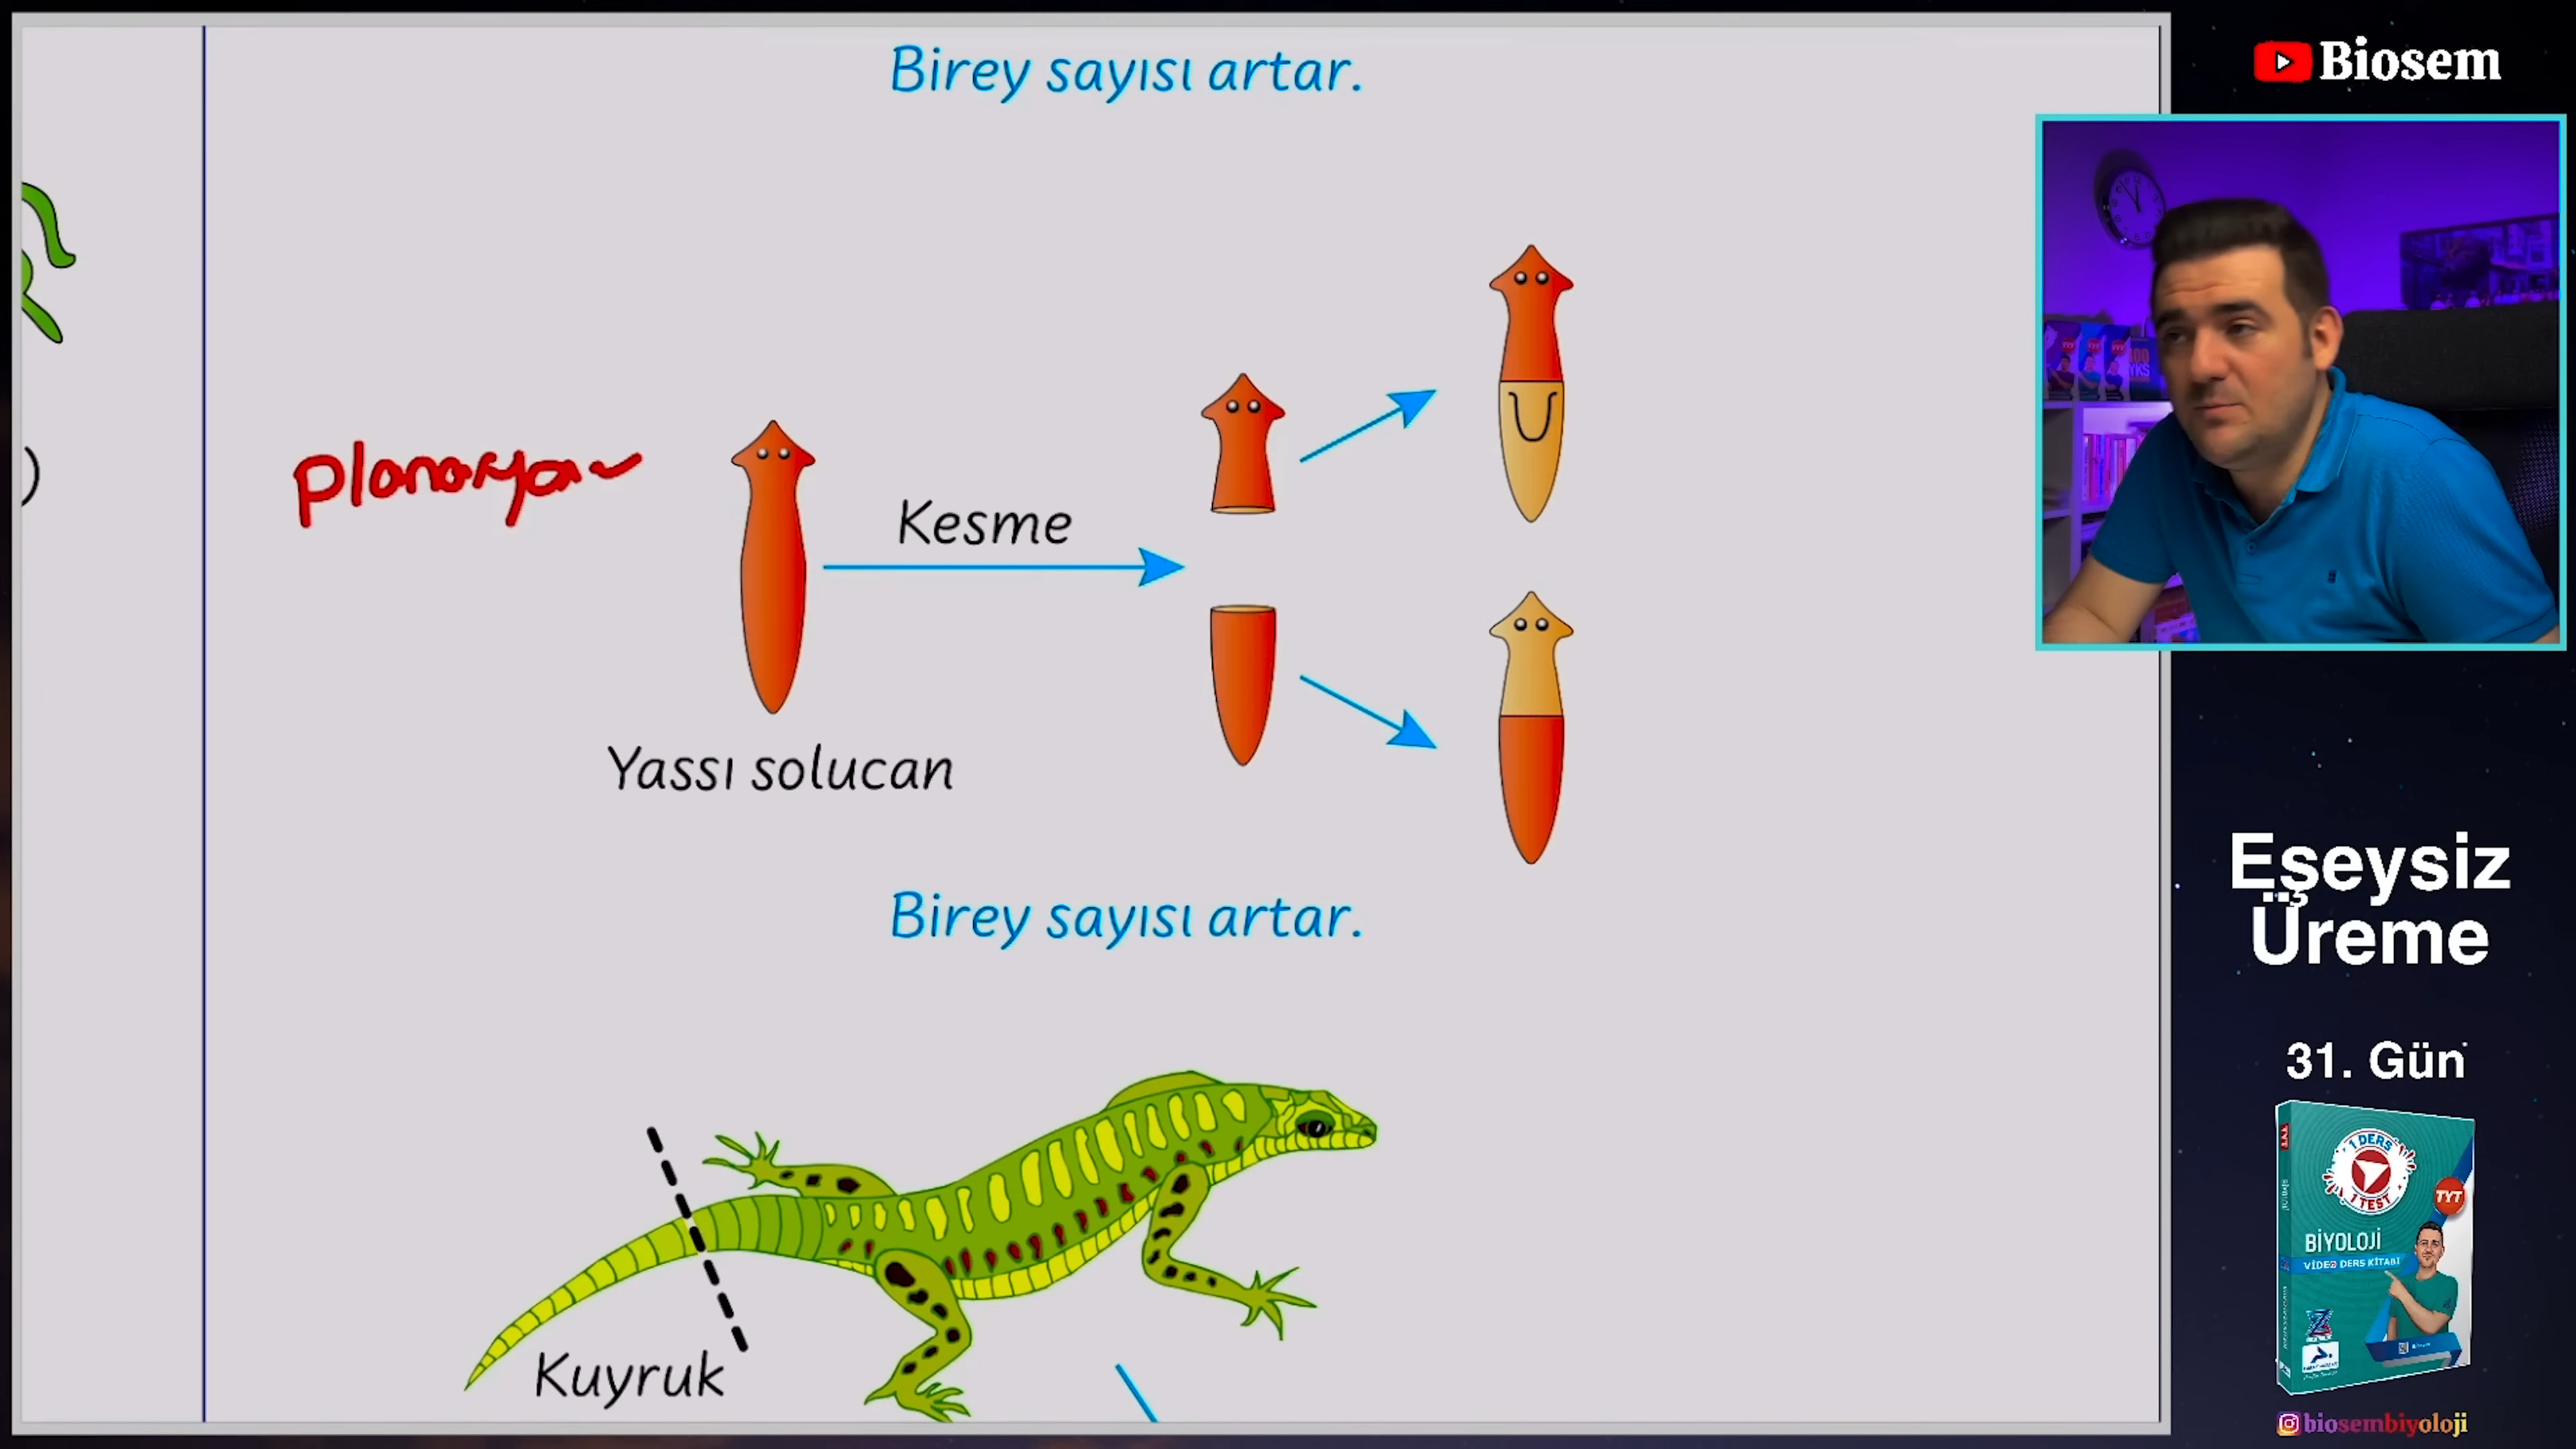 Birey sayısı artar.
planarya
Kesme
Yassı solucan
Birey sayısı artar.
Kuyruk
Biosem
Eşeysiz
Üreme
31. Gün
1 DERS
1 TEST
TYT
BİYOLOJİ
VİDEO DERS KİTABI
biosembiyoloji